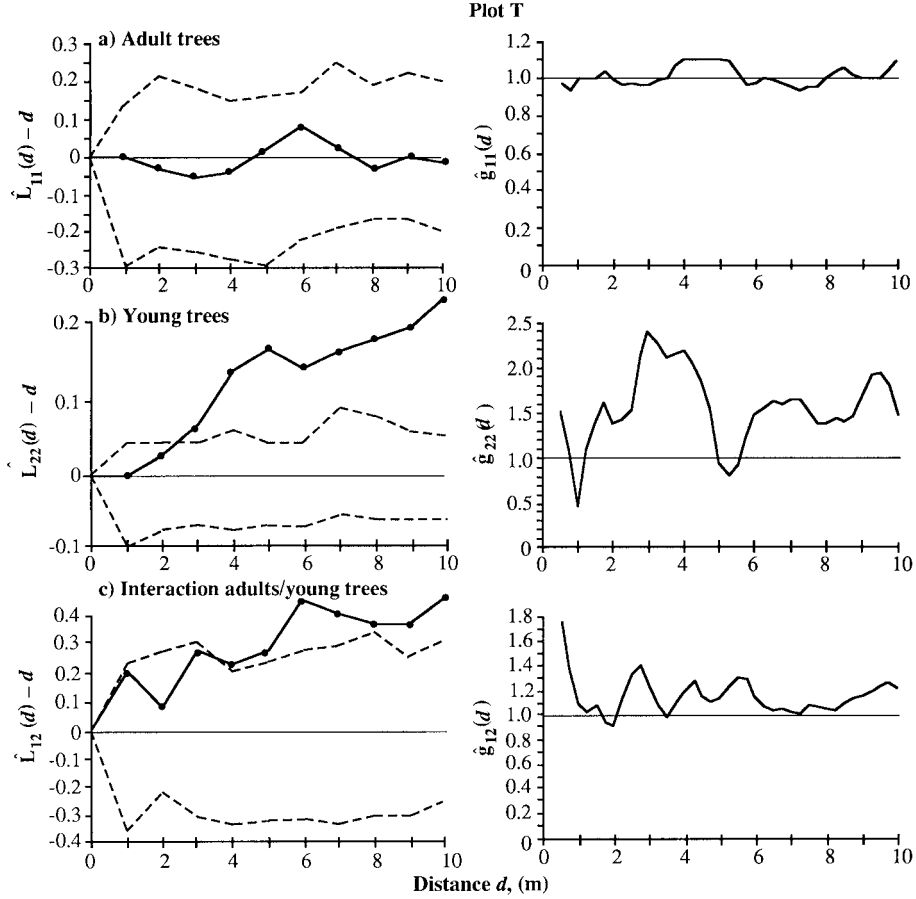 Plot T
a) Adult trees
L̂11(d) – d
0.3
0.2
0.1
0
-0.1
-0.2
-0.3
0 2 4 6 8 10
ĝ11(d)
1.2
1.0
0.8
0.6
0.4
0.2
0
0 2 4 6 8 10
b) Young trees
L̂22(d) – d
0.2
0.1
0
-0.1
0 2 4 6 8 10
ĝ22(d
2.5
2.0
1.5
1.0
0.5
0
0 2 4 6 8 10
c) Interaction adults/young trees
L̂12(d) – d
0.4
0.3
0.2
0.1
0
-0.1
-0.2
-0.3
-0.4
0 2 4 6 8 10
ĝ12(d)
1.8
1.6
1.4
1.2
1.0
0.8
0.6
0.4
0.2
0
0 2 4 6 8 10
Distance d, (m)